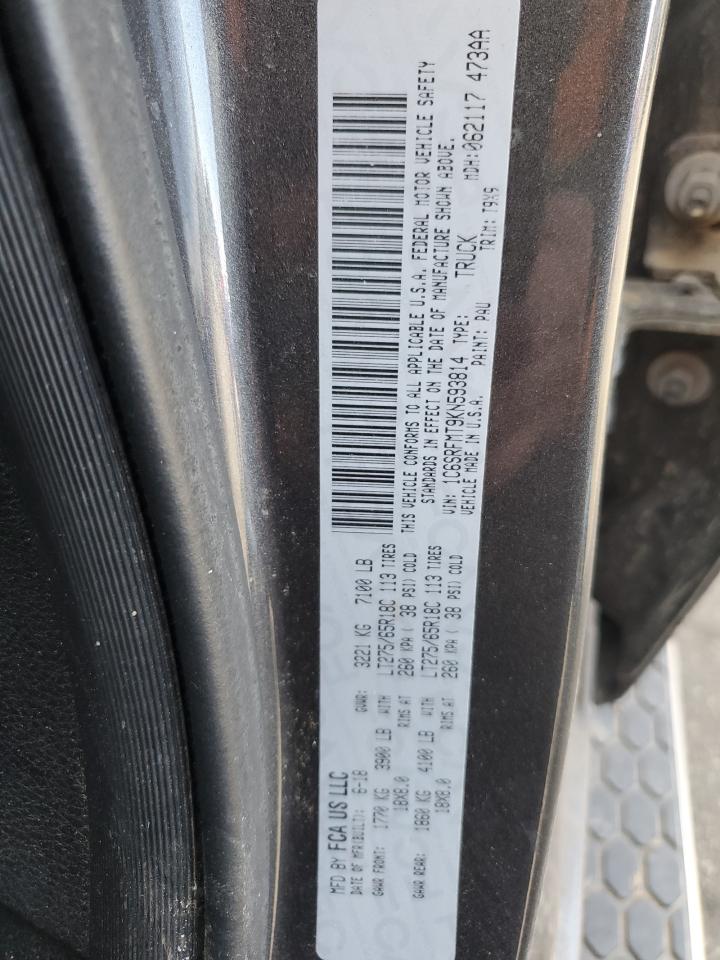 MFD BY FCA US LLC
DATE OF MFR(BUILT): 6-18 GVWR: 3221 KG 7100 LB
GAWR FRONT: 1770 KG 3900 LB WITH LT275/65R18C 113 TIRES
18X8.0 RIMS AT 260 KPA ( 38 PSI) COLD
GAWR REAR: 1860 KG 4100 LB WITH LT275/65R18C 113 TIRES
18X8.0 RIMS AT 260 KPA ( 38 PSI) COLD
THIS VEHICLE CONFORMS TO ALL APPLICABLE U.S.A. FEDERAL MOTOR VEHICLE SAFETY
STANDARDS IN EFFECT ON THE DATE OF MANUFACTURE SHOWN ABOVE.
VIN: 1C6SRFMT9KN593814 TYPE: TRUCK MDH:062117 473AA
VEHICLE MADE IN U.S.A. PAINT: PAU TRIM: T9X9